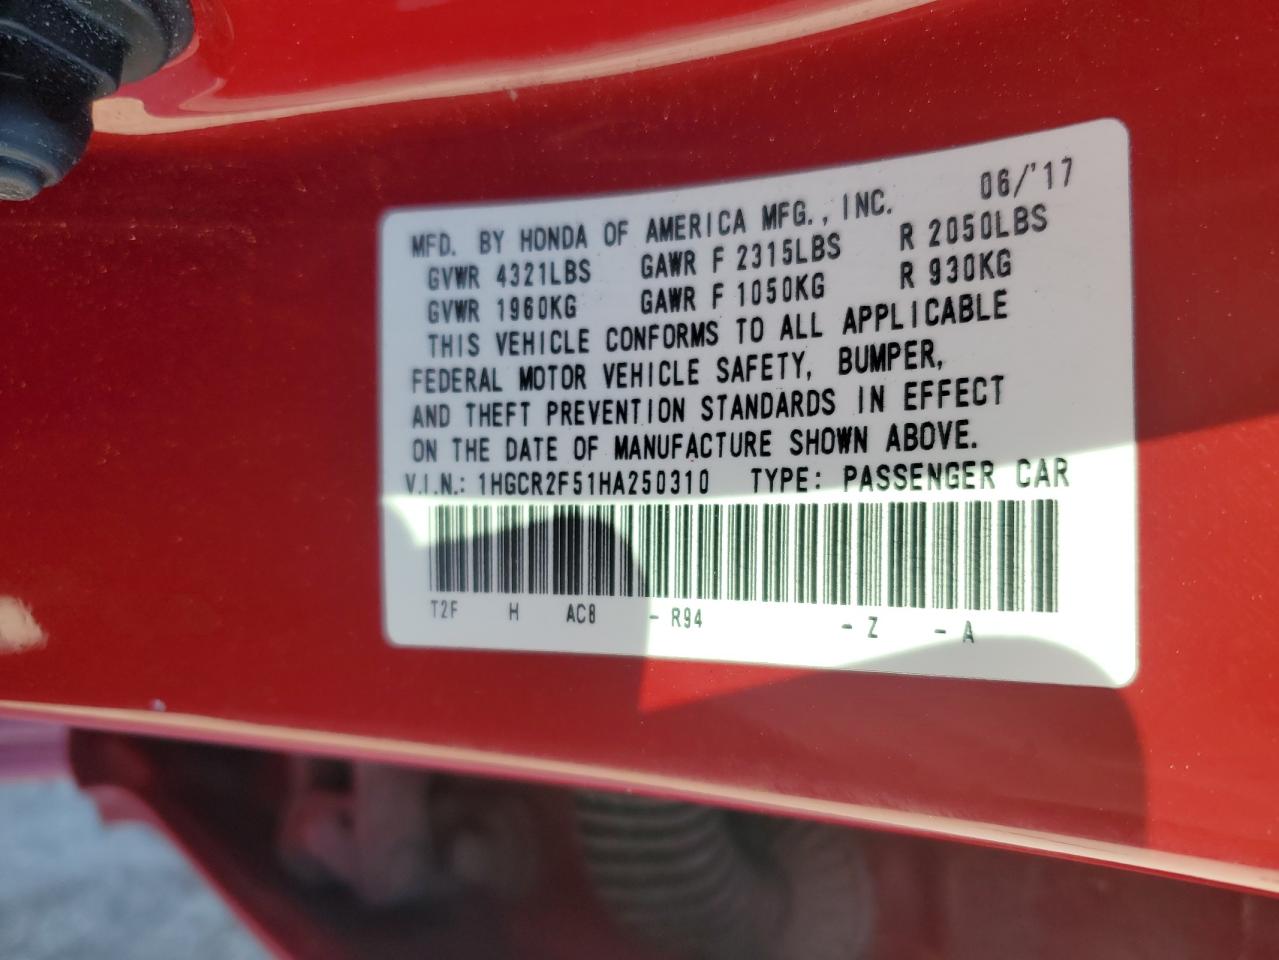 MFD. BY HONDA OF AMERICA MFG., INC. 06/'17
GVWR 4321LBS GAWR F 2315LBS R 2050LBS
GVWR 1960KG GAWR F 1050KG R 930KG
THIS VEHICLE CONFORMS TO ALL APPLICABLE
FEDERAL MOTOR VEHICLE SAFETY, BUMPER,
AND THEFT PREVENTION STANDARDS IN EFFECT
ON THE DATE OF MANUFACTURE SHOWN ABOVE.
V.I.N.: 1HGCR2F51HA250310 TYPE: PASSENGER CAR
T2F H AC8 - R94 - Z - A